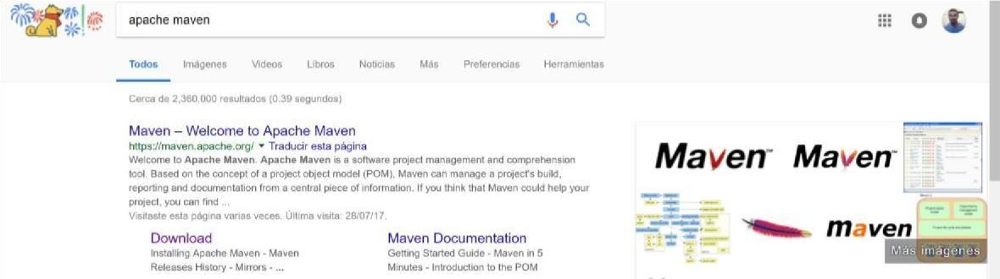 apache maven
Todos Imágenes Videos Libros Noticias Más Preferencias Herramientas
Cerca de 2,360,000 resultados (0.39 segundos)
Maven – Welcome to Apache Maven
https://maven.apache.org/ ▼ Traducir esta página
Welcome to Apache Maven. Apache Maven is a software project management and comprehension
tool. Based on the concept of a project object model (POM), Maven can manage a project's build,
reporting and documentation from a central piece of information. If you think that Maven could help your
project, you can find ...
Visitaste esta página varias veces. Última visita: 28/07/17.
Download
Installing Apache Maven - Maven
Releases History - Mirrors - ...
Maven Documentation
Getting Started Guide - Maven in 5
Minutes - Introduction to the POM
Maven™ Maven™
maven
Más imágenes